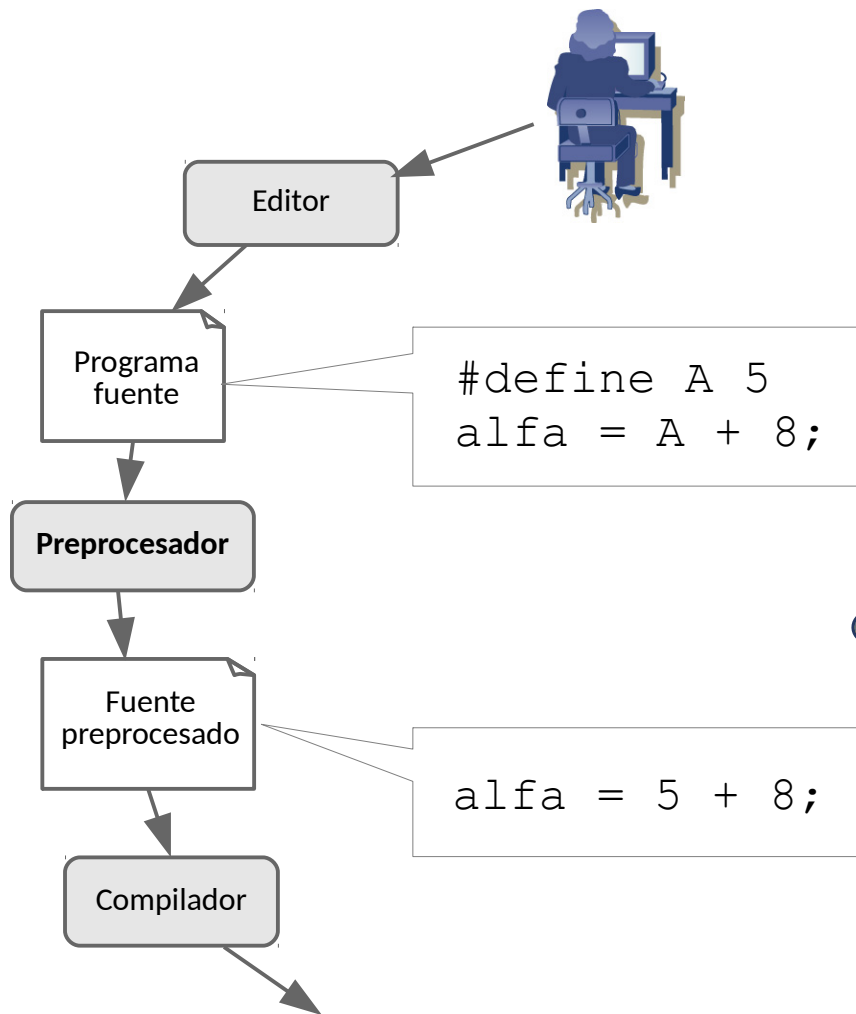 Editor
Programa
fuente
#define A 5
alfa = A + 8;
Preprocesador
Fuente
preprocesado
alfa = 5 + 8;
Compilador